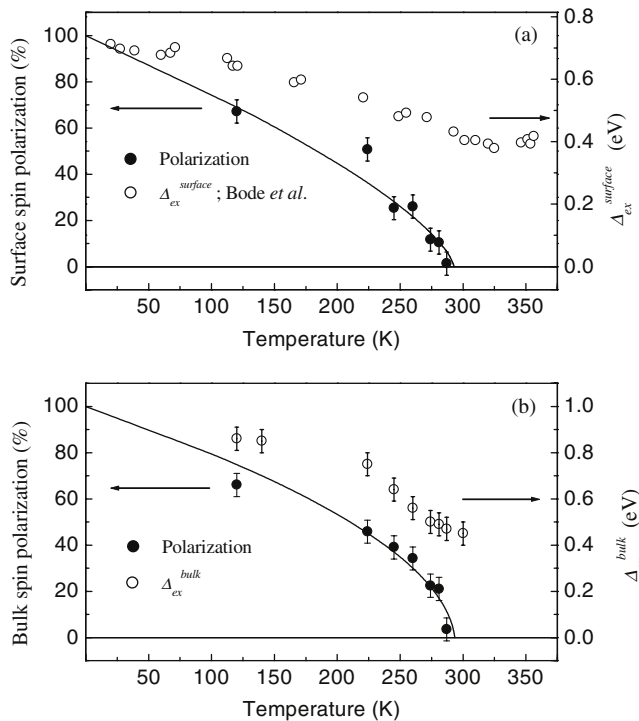 (a)
Surface spin polarization (%)
100
80
60
40
20
0
Polarization
Δ_ex^surface ; Bode et al.
0.8
0.6
0.4
0.2
0.0
Δ_ex^surface (eV)
50 100 150 200 250 300 350
Temperature (K)
(b)
Bulk spin polarization (%)
100
80
60
40
20
0
Polarization
Δ_ex^bulk
1.0
0.8
0.6
0.4
0.2
0.0
Δ^bulk (eV)
50 100 150 200 250 300 350
Temperature (K)